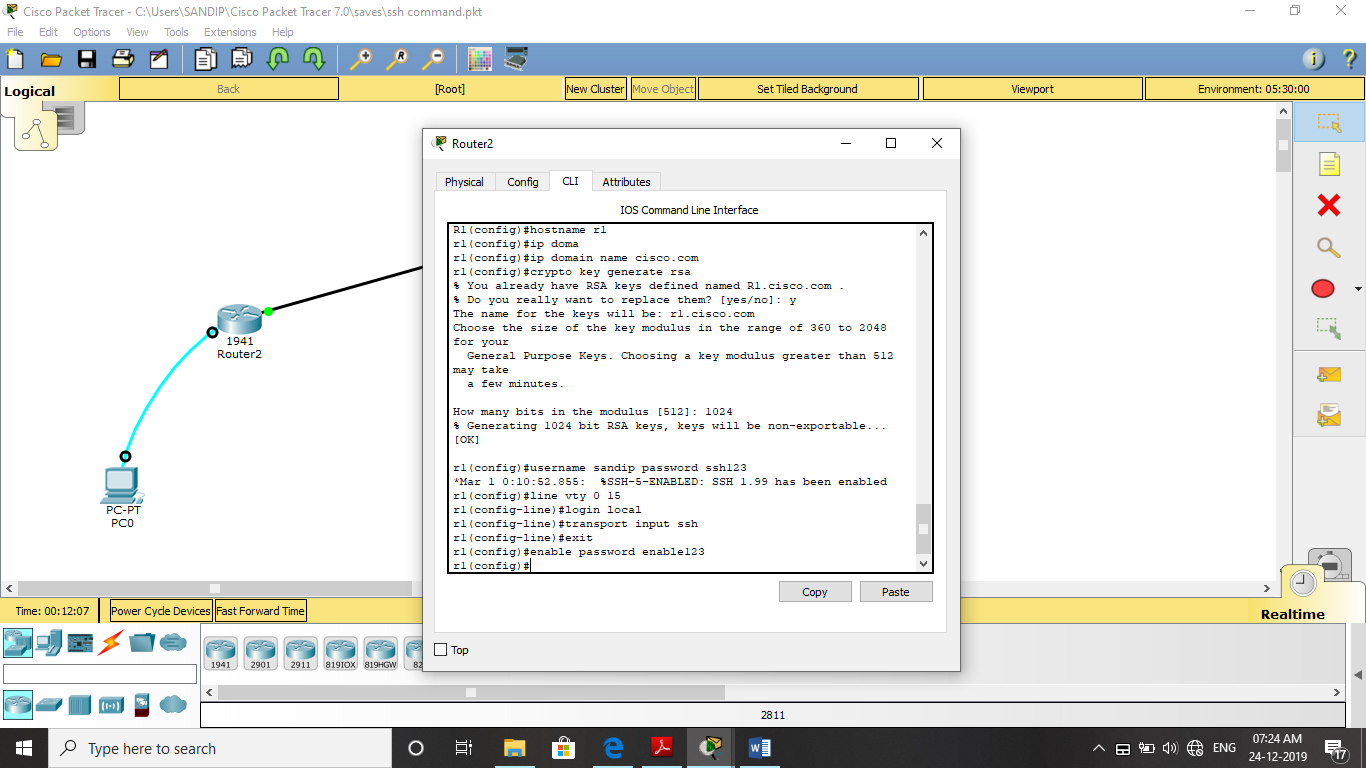 Cisco Packet Tracer - C:\Users\SANDIP\Cisco Packet Tracer 7.0\saves\ssh command.pkt
File Edit Options View Tools Extensions Help
Logical
Back
[Root]
New Cluster
Move Object
Set Tiled Background
Viewport
Environment: 05:30:00
Router2
Physical Config CLI Attributes
IOS Command Line Interface
R1(config)#hostname r1
r1(config)#ip doma
r1(config)#ip domain name cisco.com
r1(config)#crypto key generate rsa
% You already have RSA keys defined named R1.cisco.com .
% Do you really want to replace them? [yes/no]: y
The name for the keys will be: r1.cisco.com
Choose the size of the key modulus in the range of 360 to 2048
for your
General Purpose Keys. Choosing a key modulus greater than 512
may take
a few minutes.
How many bits in the modulus [512]: 1024
% Generating 1024 bit RSA keys, keys will be non-exportable...
[OK]
r1(config)#username sandip password ssh123
*Mar 1 0:10:52.855: %SSH-5-ENABLED: SSH 1.99 has been enabled
r1(config)#line vty 0 15
r1(config-line)#login local
r1(config-line)#transport input ssh
r1(config-line)#exit
r1(config)#enable password enable123
r1(config)#
Copy
Paste
Top
1941
Router2
PC-PT
PC0
Time: 00:12:07
Power Cycle Devices
Fast Forward Time
Realtime
1941 2901 2911 819IOX 819HGW 82
2811
Type here to search
ENG
07:24 AM
24-12-2019
17